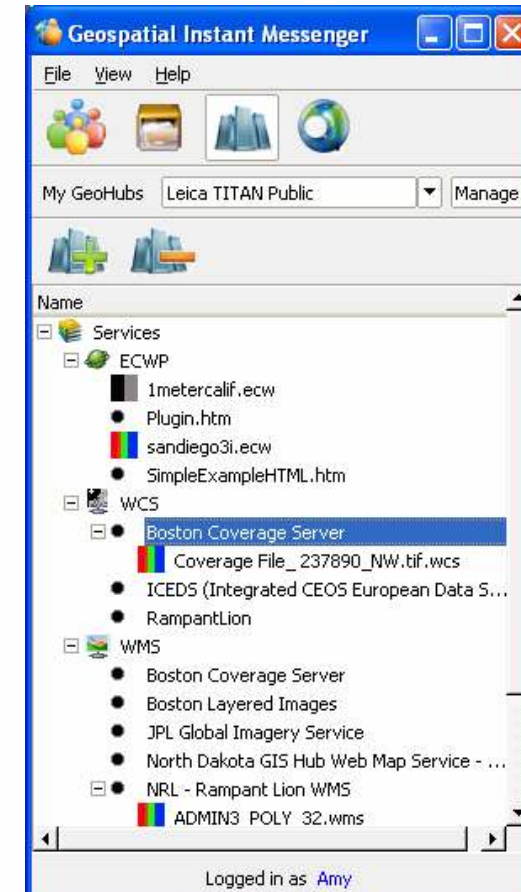 Geospatial Instant Messenger
File View Help
My GeoHubs Leica TITAN Public Manage
Name
Services
ECWP
1metercalif.ecw
Plugin.htm
sandiego3i.ecw
SimpleExampleHTML.htm
WCS
Boston Coverage Server
Coverage File_ 237890_NW.tif.wcs
ICEDS (Integrated CEOS European Data S...
RampantLion
WMS
Boston Coverage Server
Boston Layered Images
JPL Global Imagery Service
North Dakota GIS Hub Web Map Service - ...
NRL - Rampant Lion WMS
ADMIN3_POLY_32.wms
Logged in as Amy